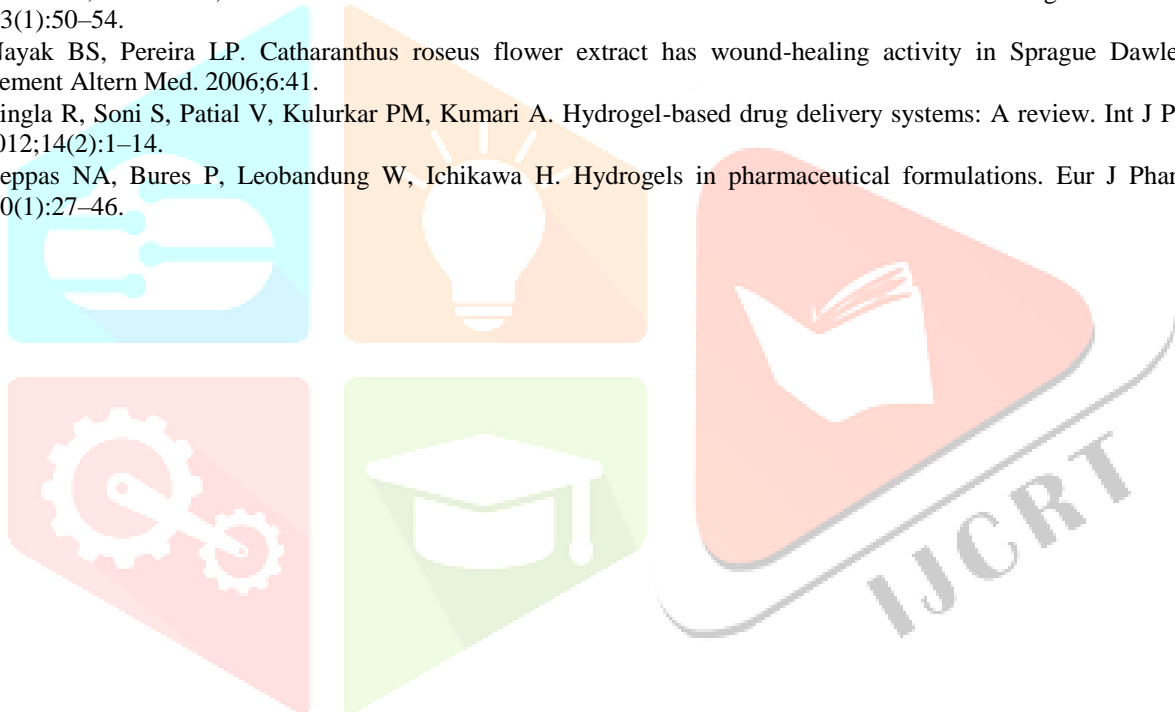 3(1):50–54.
Nayak BS, Pereira LP. Catharanthus roseus flower extract has wound-healing activity in Sprague Dawle
ement Altern Med. 2006;6:41.
ingla R, Soni S, Patial V, Kulurkar PM, Kumari A. Hydrogel-based drug delivery systems: A review. Int J P
012;14(2):1–14.
eppas NA, Bures P, Leobandung W, Ichikawa H. Hydrogels in pharmaceutical formulations. Eur J Phar
0(1):27–46.
IJCRT